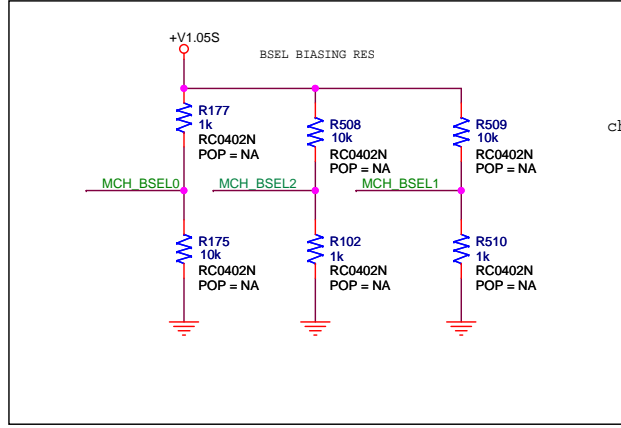 +V1.05S
BSEL BIASING RES
R177
1k
RC0402N
POP = NA
R508
10k
RC0402N
POP = NA
R509
10k
RC0402N
POP = NA
ch
MCH_BSEL0
MCH_BSEL2
MCH_BSEL1
R175
10k
RC0402N
POP = NA
R102
1k
RC0402N
POP = NA
R510
1k
RC0402N
POP = NA